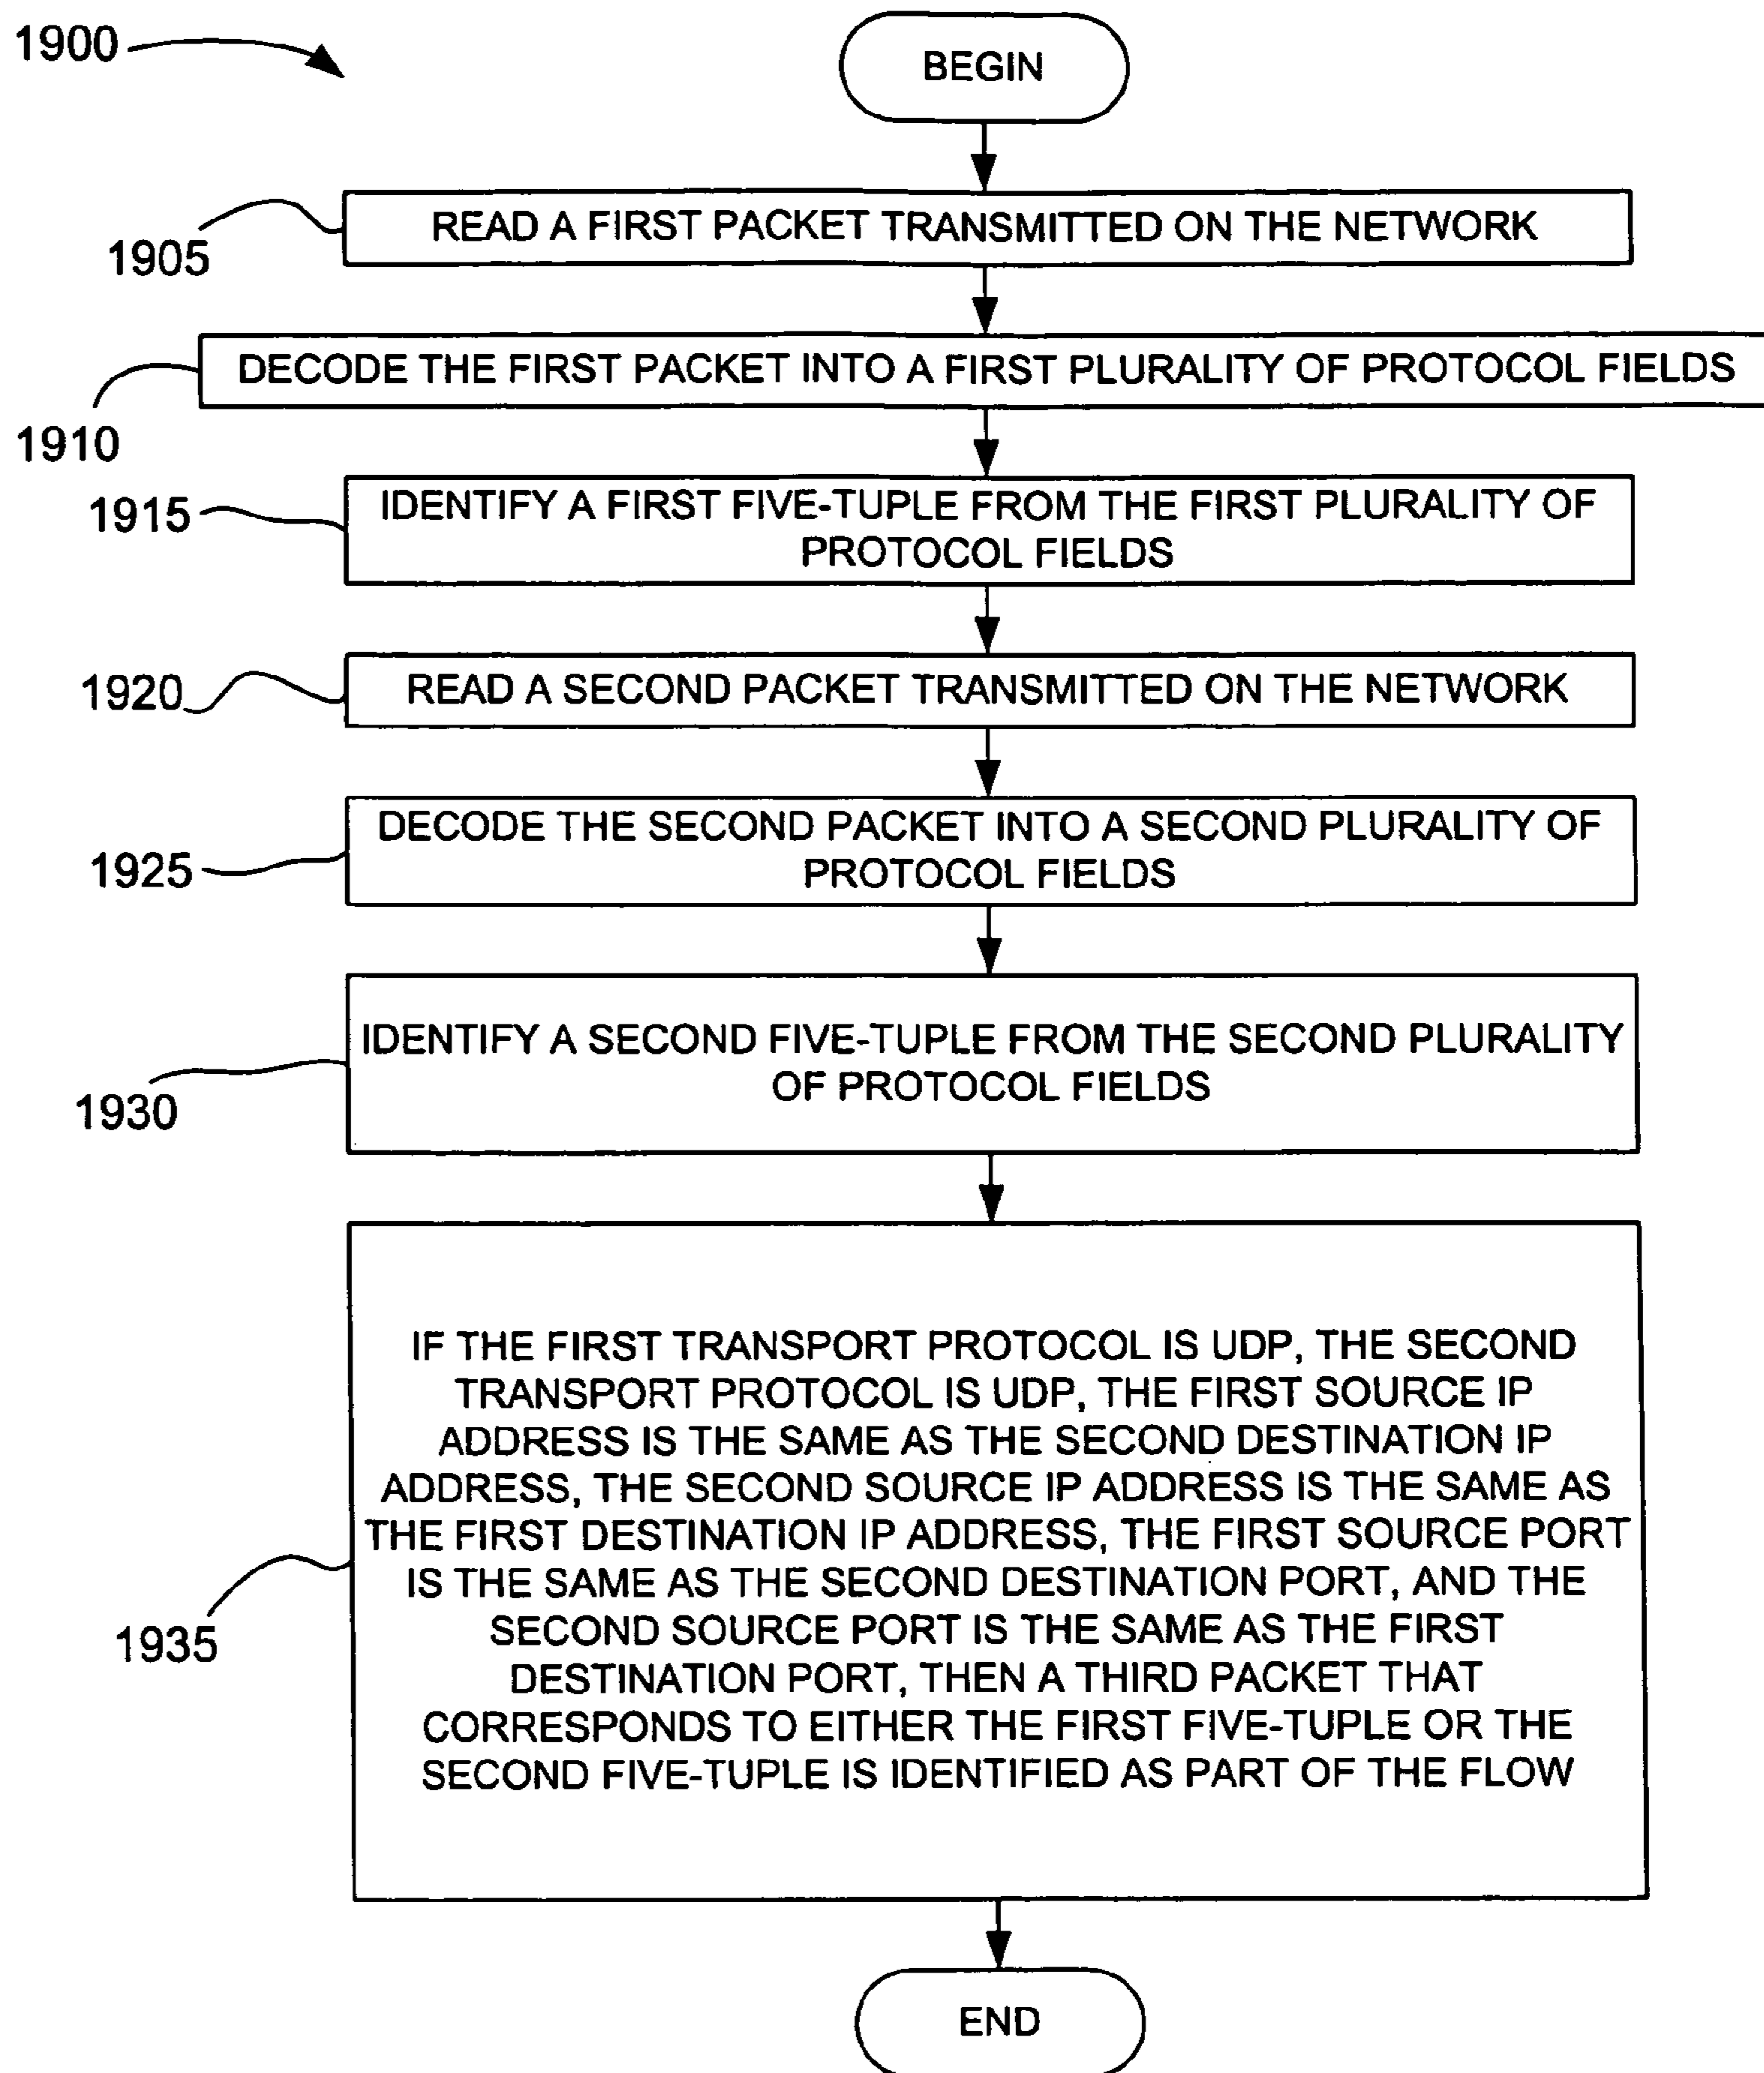 1900
BEGIN
READ A FIRST PACKET TRANSMITTED ON THE NETWORK
1905
DECODE THE FIRST PACKET INTO A FIRST PLURALITY OF PROTOCOL FIELDS
1910
IDENTIFY A FIRST FIVE-TUPLE FROM THE FIRST PLURALITY OF
PROTOCOL FIELDS
1915
READ A SECOND PACKET TRANSMITTED ON THE NETWORK
1920
DECODE THE SECOND PACKET INTO A SECOND PLURALITY OF
PROTOCOL FIELDS
1925
IDENTIFY A SECOND FIVE-TUPLE FROM THE SECOND PLURALITY
OF PROTOCOL FIELDS
1930
IF THE FIRST TRANSPORT PROTOCOL IS UDP, THE SECOND
TRANSPORT PROTOCOL IS UDP, THE FIRST SOURCE IP
ADDRESS IS THE SAME AS THE SECOND DESTINATION IP
ADDRESS, THE SECOND SOURCE IP ADDRESS IS THE SAME AS
THE FIRST DESTINATION IP ADDRESS, THE FIRST SOURCE PORT
IS THE SAME AS THE SECOND DESTINATION PORT, AND THE
SECOND SOURCE PORT IS THE SAME AS THE FIRST
DESTINATION PORT, THEN A THIRD PACKET THAT
CORRESPONDS TO EITHER THE FIRST FIVE-TUPLE OR THE
SECOND FIVE-TUPLE IS IDENTIFIED AS PART OF THE FLOW
1935
END